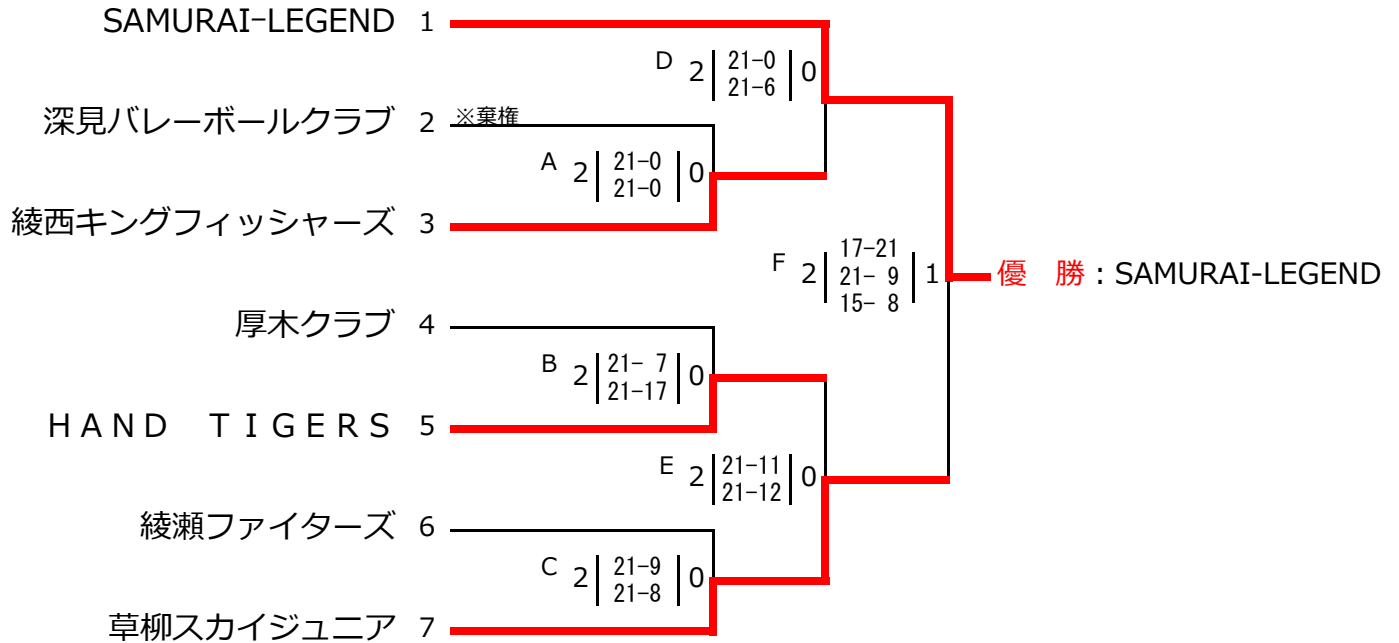 SAMURAI-LEGEND 1
D 2 21-0 0
21-6
深見バレーボールクラブ 2 ※棄権
A 2 21-0 0
21-0
綾西キングフィッシャーズ 3
F 2 17-21 1
21- 9
15- 8
優　勝：SAMURAI-LEGEND
厚木クラブ 4
B 2 21- 7 0
21-17
ＨＡＮＤ　ＴＩＧＥＲＳ 5
E 2 21-11 0
21-12
綾瀬ファイターズ 6
C 2 21-9 0
21-8
草柳スカイジュニア 7